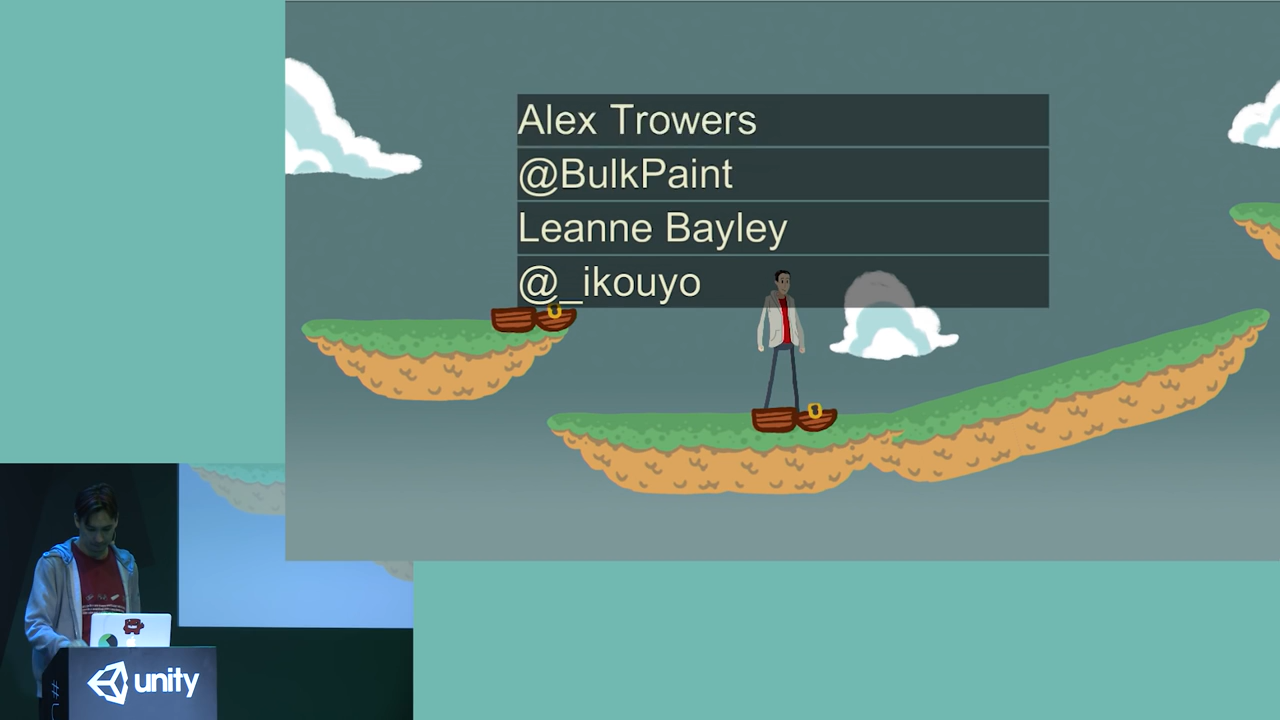 Alex Trowers
@BulkPaint
Leanne Bayley
@_ikouyo
unity